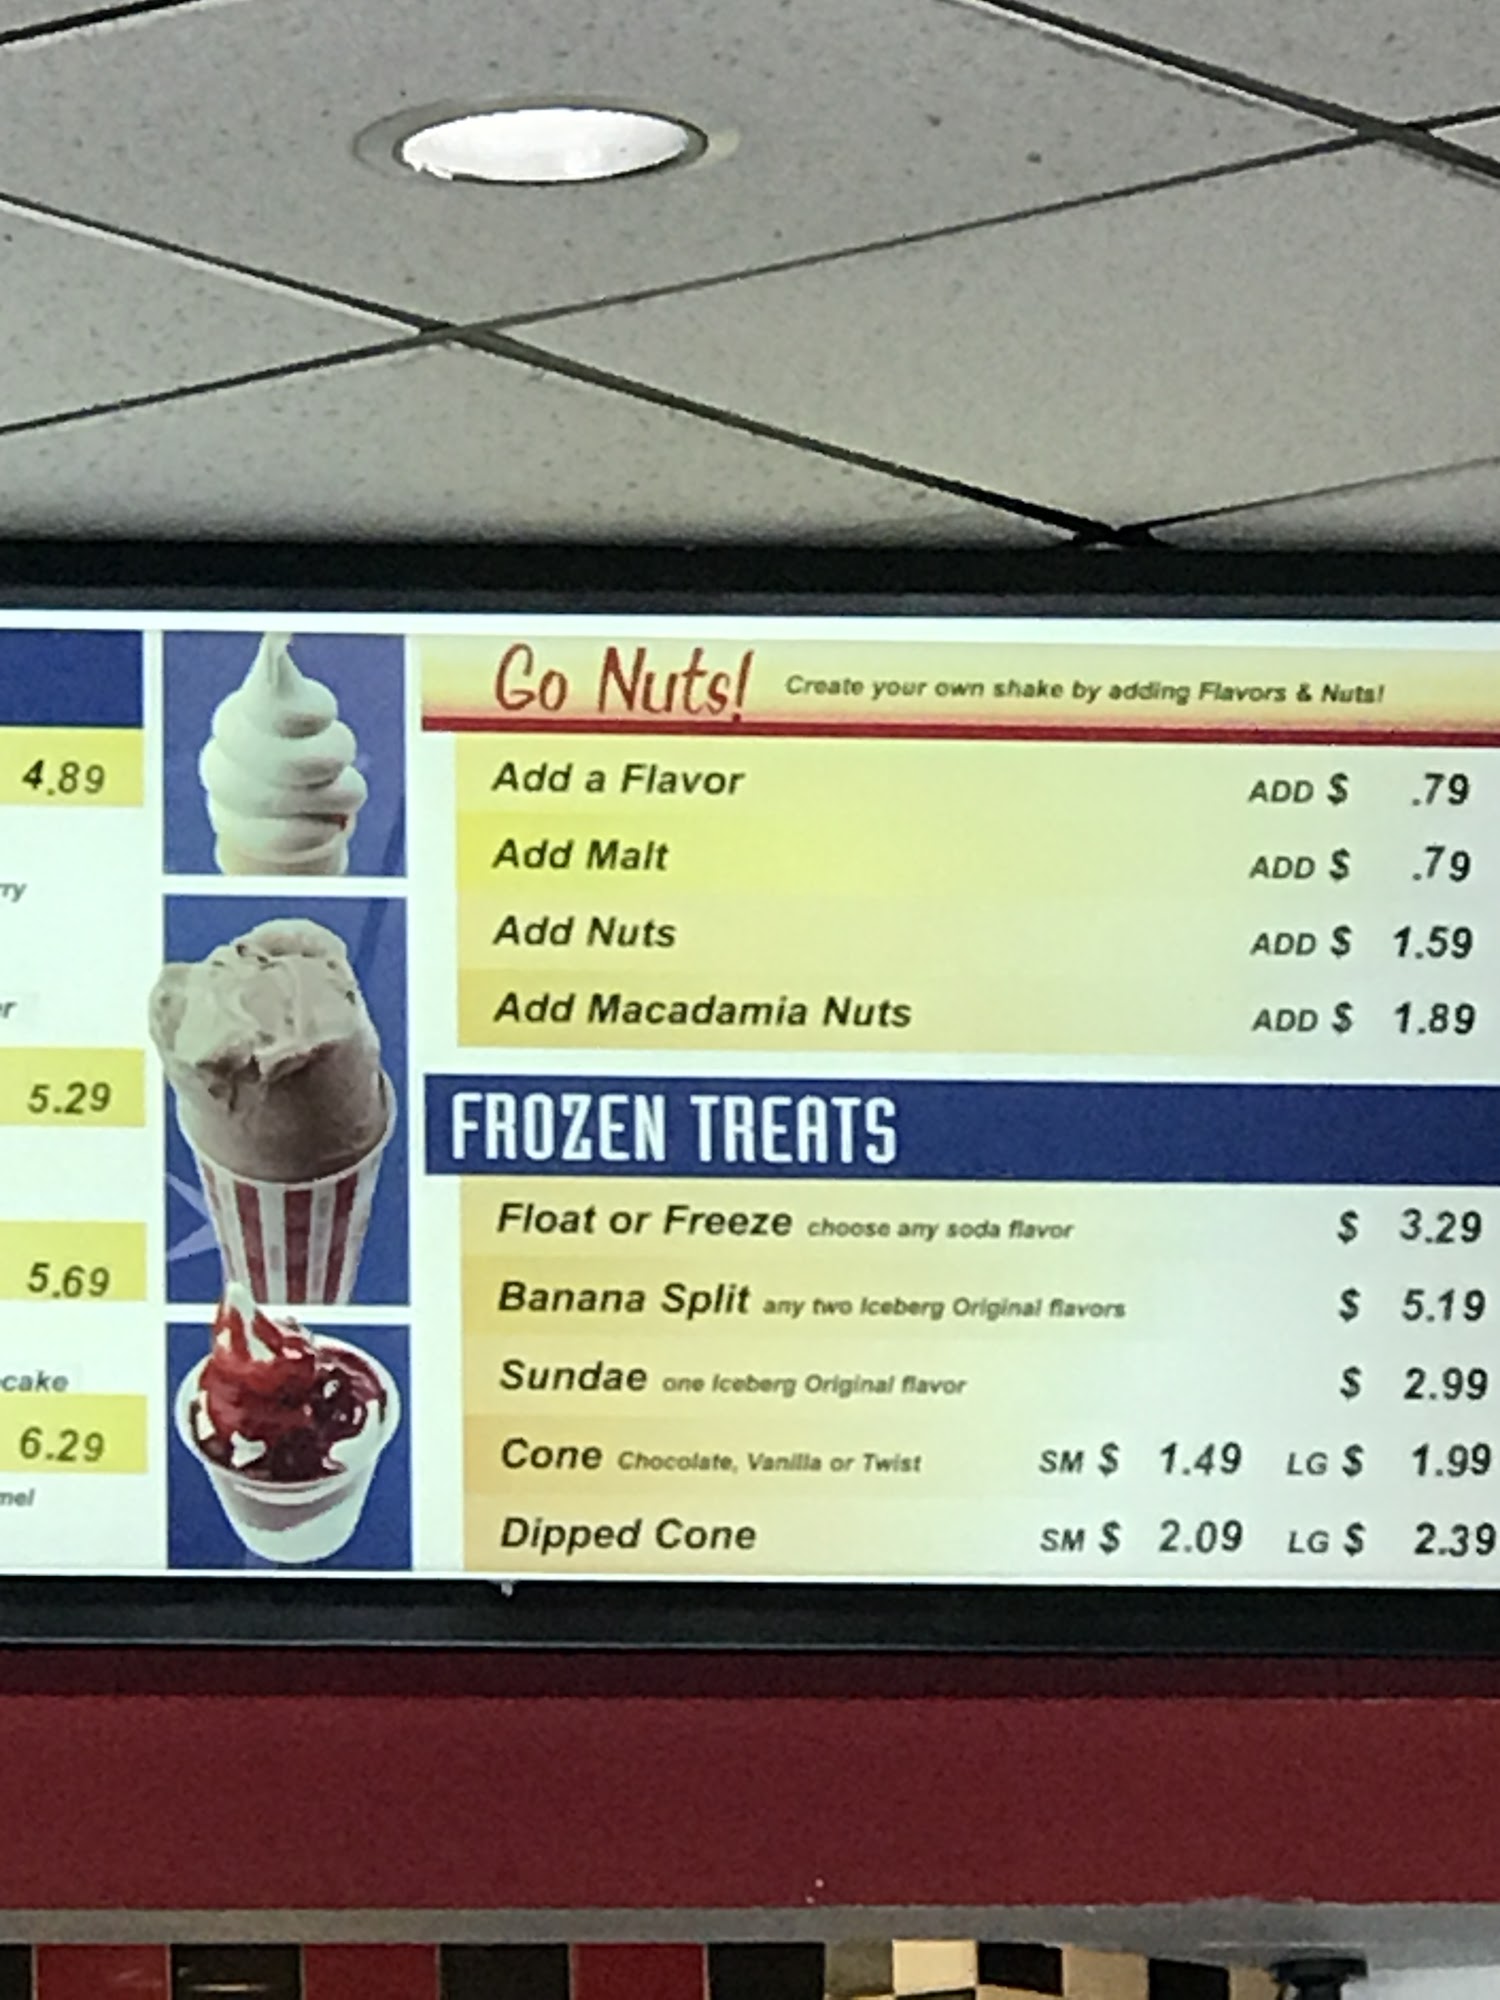 4.89
5.29
5.69
cake
6.29
Go Nuts! Create your own shake by adding Flavors & Nuts!
Add a Flavor ADD $ .79
Add Malt ADD $ .79
Add Nuts ADD $ 1.59
Add Macadamia Nuts ADD $ 1.89
FROZEN TREATS
Float or Freeze choose any soda flavor $ 3.29
Banana Split any two Iceberg Original flavors $ 5.19
Sundae one Iceberg Original flavor $ 2.99
Cone Chocolate, Vanilla or Twist SM $ 1.49 LG $ 1.99
Dipped Cone SM $ 2.09 LG $ 2.39